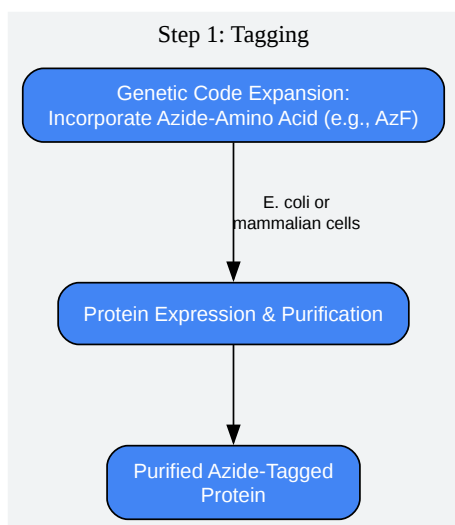 Step 1: Tagging
Genetic Code Expansion:
Incorporate Azide-Amino Acid (e.g., AzF)
E. coli or
mammalian cells
Protein Expression & Purification
Purified Azide-Tagged
Protein